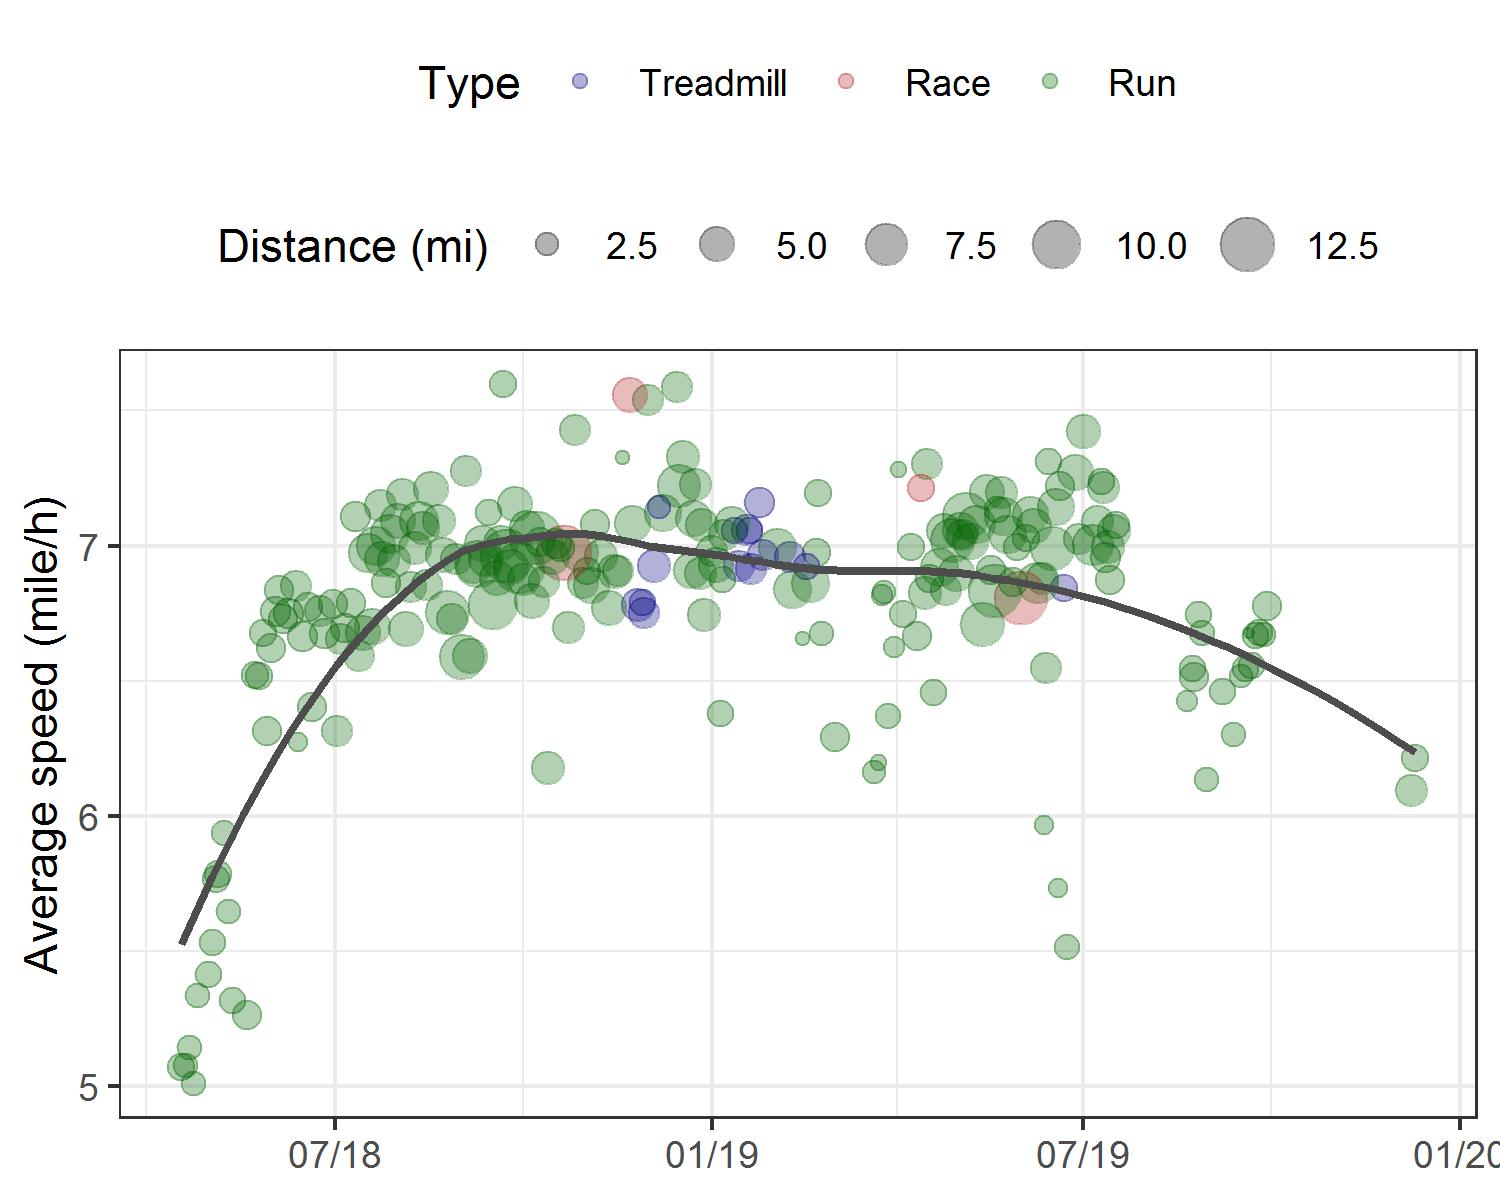 Type Treadmill Race Run
Distance (mi) 2.5 5.0 7.5 10.0 12.5
Average speed (mile/h)
7
6
5
07/18 01/19 07/19 01/20